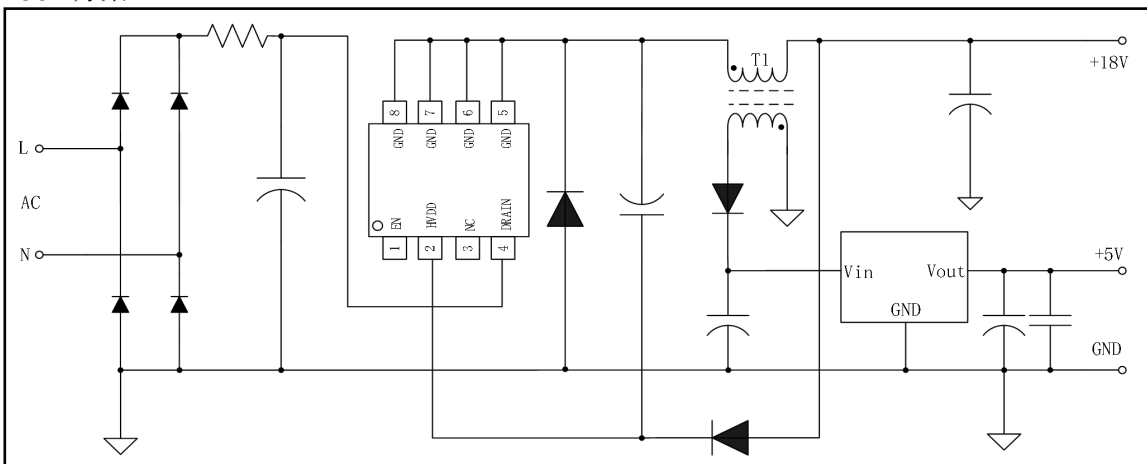 T1
+18V
8
7
6
5
GND
GND
GND
GND
L
AC
N
EN
HVDD
NC
DRAIN
1
2
3
4
Vin
Vout
GND
+5V
GND